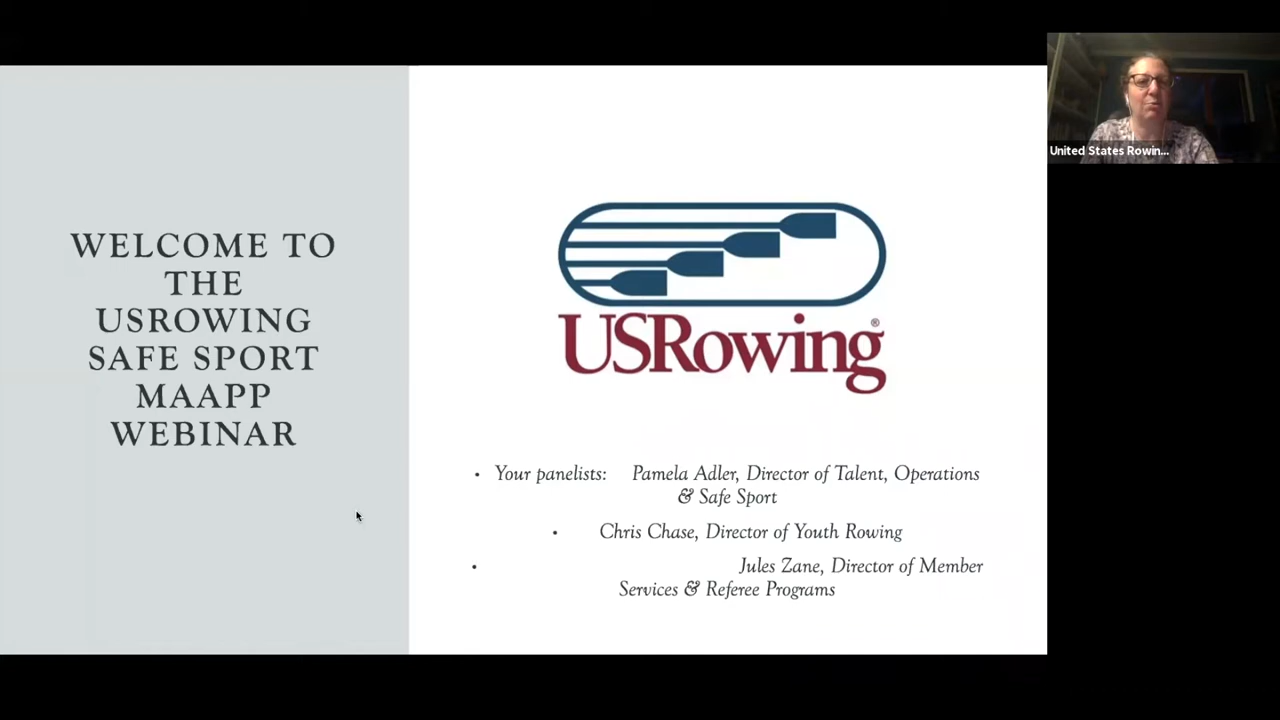 WELCOME TO
THE
USROWING
SAFE SPORT
MAAPP
WEBINAR
USRowing®
• Your panelists: Pamela Adler, Director of Talent, Operations
& Safe Sport
• Chris Chase, Director of Youth Rowing
• Jules Zane, Director of Member
Services & Referee Programs
United States Rowin...